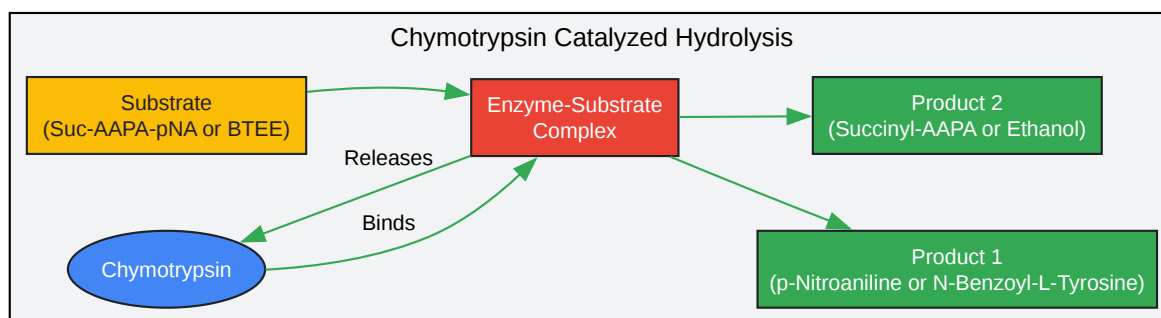 Chymotrypsin Catalyzed Hydrolysis
Substrate
(Suc-AAPA-pNA or BTEE)
Enzyme-Substrate
Complex
Product 2
(Succinyl-AAPA or Ethanol)
Releases
Binds
Chymotrypsin
Product 1
(p-Nitroaniline or N-Benzoyl-L-Tyrosine)